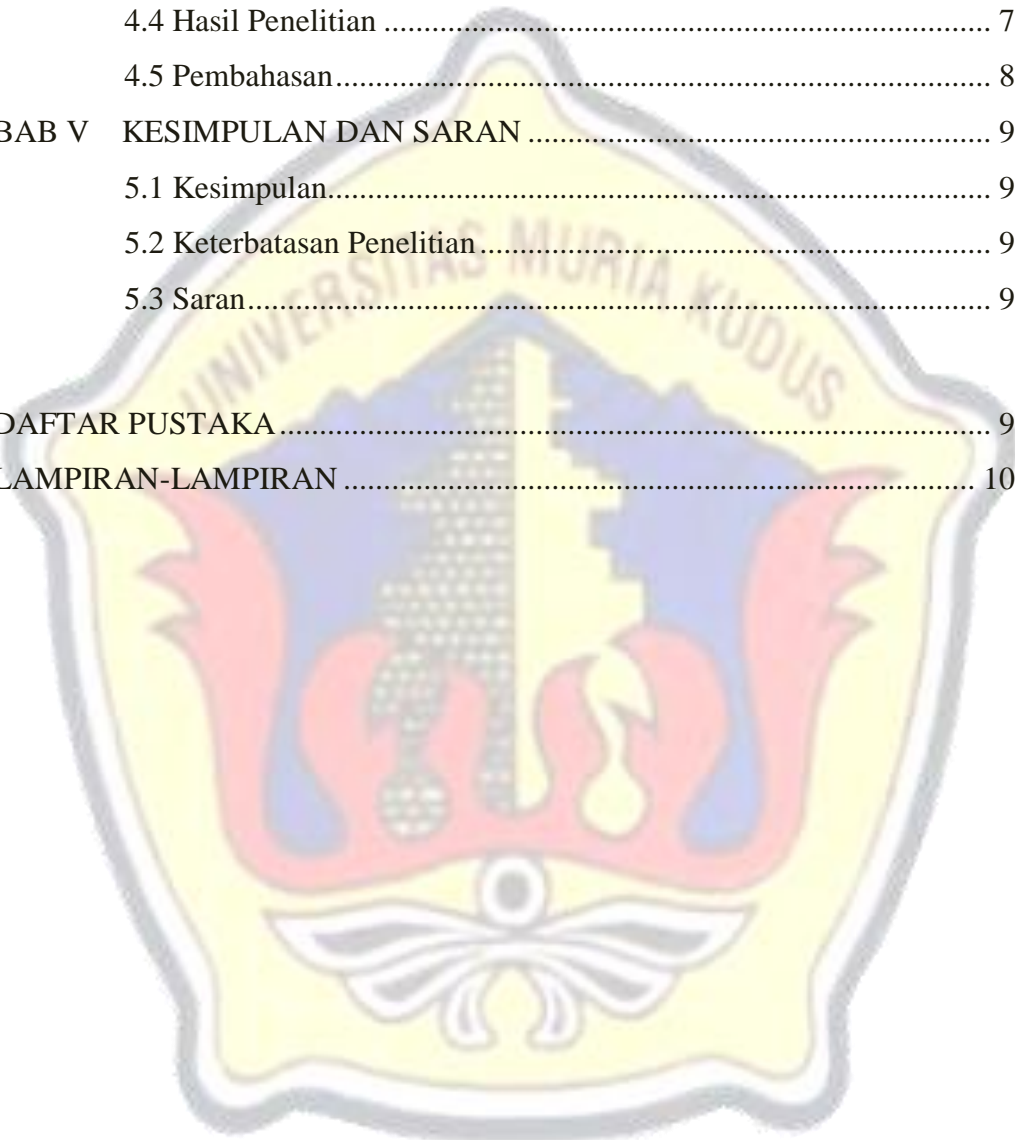 4.4 Hasil Penelitian ............................................................................. 7
4.5 Pembahasan..................................................................................... 8
BAB V KESIMPULAN DAN SARAN .......................................................... 9
5.1 Kesimpulan..................................................................................... 9
5.2 Keterbatasan Penelitian................................................................. 9
5.3 Saran............................................................................................... 9
UNIVERSITAS MURIA KUDUS
DAFTAR PUSTAKA ......................................................................................... 9
LAMPIRAN-LAMPIRAN ............................................................................... 10